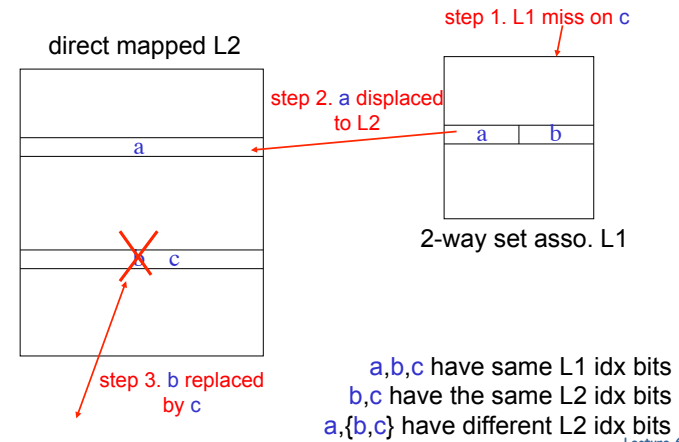 step 1. L1 miss on c
direct mapped L2
step 2. a displaced
to L2
a
a b
2-way set asso. L1
b c
step 3. b replaced
by c
a,b,c have same L1 idx bits
b,c have the same L2 idx bits
a,{b,c} have different L2 idx bits